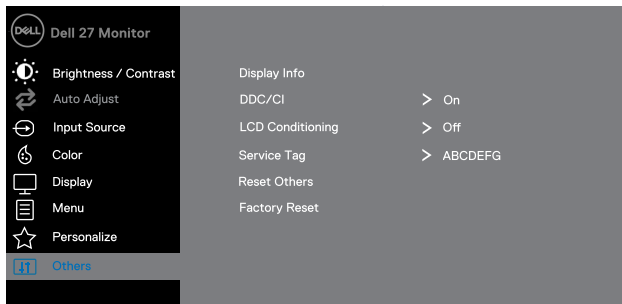 DELL Dell 27 Monitor
Brightness / Contrast Display Info
Auto Adjust DDC/CI > On
Input Source LCD Conditioning > Off
Color Service Tag > ABCDEFG
Display Reset Others
Menu Factory Reset
Personalize
Others